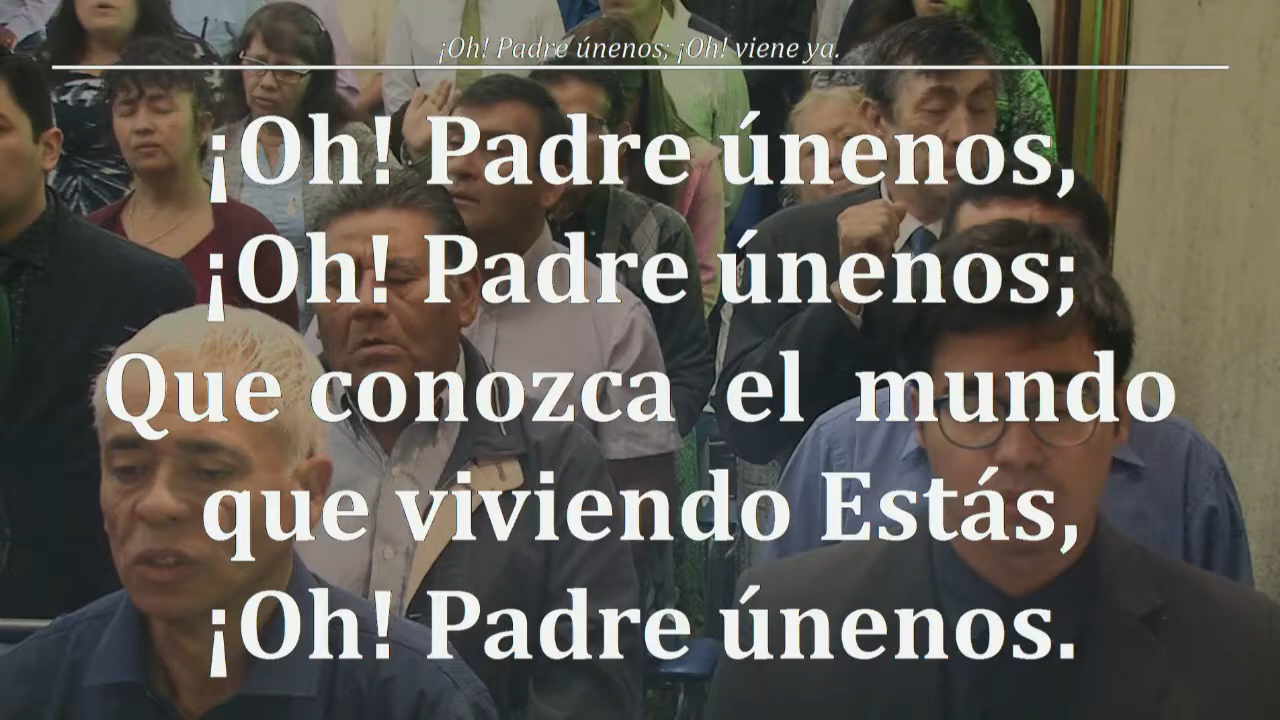 ¡Oh! Padre únenos; ¡Oh! viene ya.
¡Oh! Padre únenos,
¡Oh! Padre únenos;
Que conozca el mundo
que viviendo Estás,
¡Oh! Padre únenos.